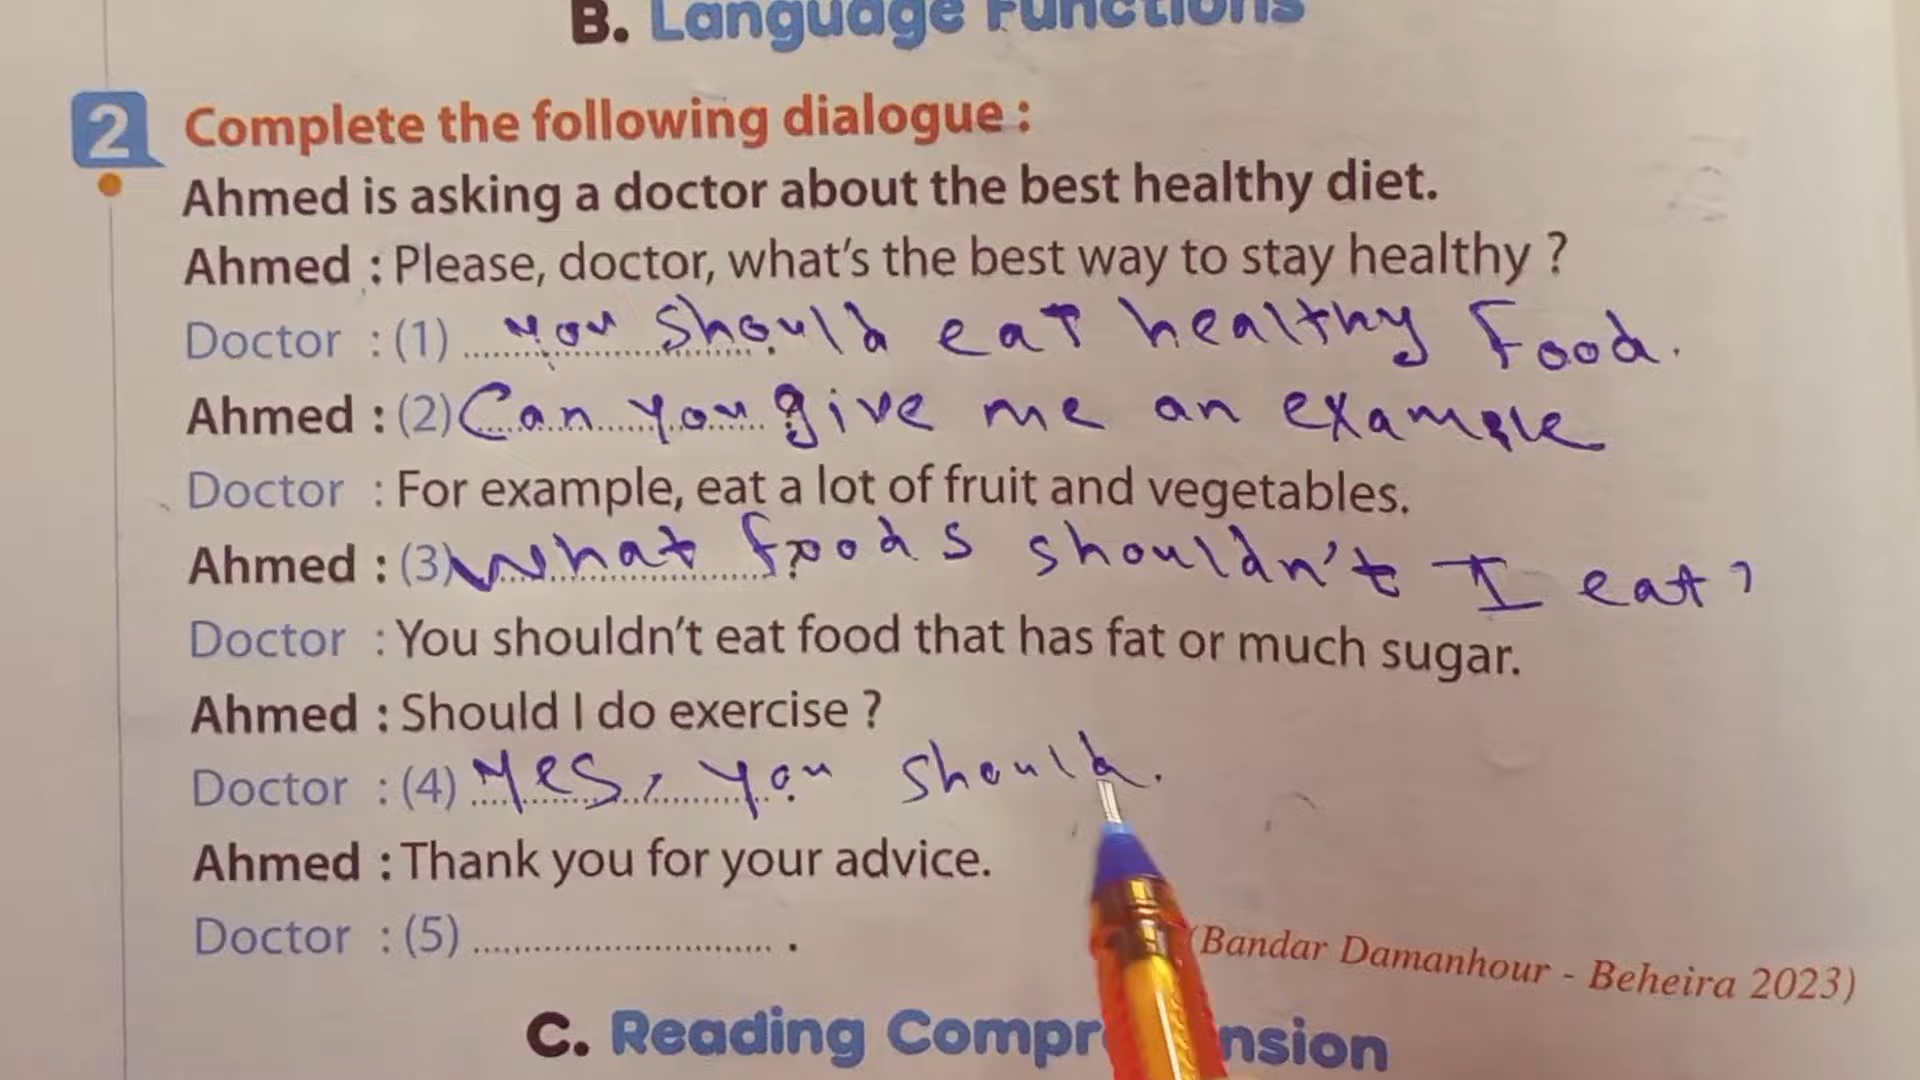 B. Language Functions
2 Complete the following dialogue :
Ahmed is asking a doctor about the best healthy diet.
Ahmed : Please, doctor, what's the best way to stay healthy ?
Doctor : (1) You should eat healthy Food.
Ahmed : (2) Can you give me an example ?
Doctor : For example, eat a lot of fruit and vegetables.
Ahmed : (3) What foods shouldn't I eat ?
Doctor : You shouldn't eat food that has fat or much sugar.
Ahmed : Should I do exercise ?
Doctor : (4) Yes, you should.
Ahmed : Thank you for your advice.
Doctor : (5) ............................ .
(Bandar Damanhour - Beheira 2023)
C. Reading Compr nsion